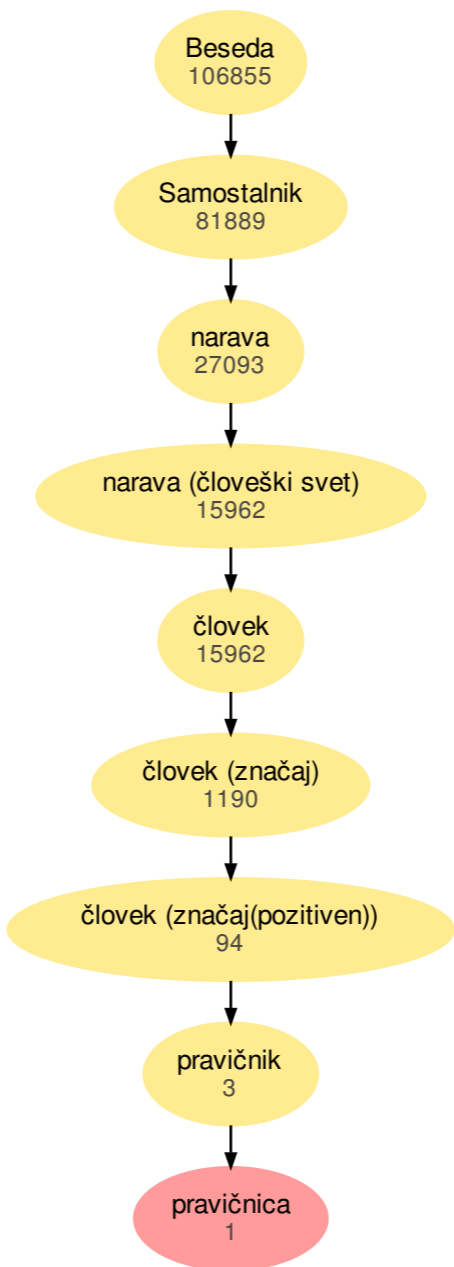 Beseda
106855
Samostalnik
81889
narava
27093
narava (človeški svet)
15962
človek
15962
človek (značaj)
1190
človek (značaj(pozitiven))
94
pravičnik
3
pravičnica
1